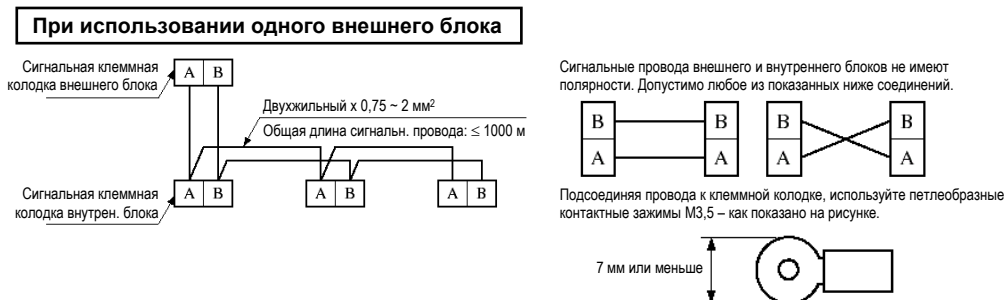 При использовании одного внешнего блока
Сигнальная клеммная
колодка внешнего блока
A B
Двухжильный x 0,75 ~ 2 мм²
Общая длина сигнальн. провода: ≤ 1000 м
Сигнальная клеммная
колодка внутрен. блока
A B
A B
A B
Сигнальные провода внешнего и внутреннего блоков не имеют
полярности. Допустимо любое из показанных ниже соединений.
B B B B
A A A A
Подсоединяя провода к клеммной колодке, используйте петлеобразные
контактные зажимы М3,5 – как показано на рисунке.
7 мм или меньше